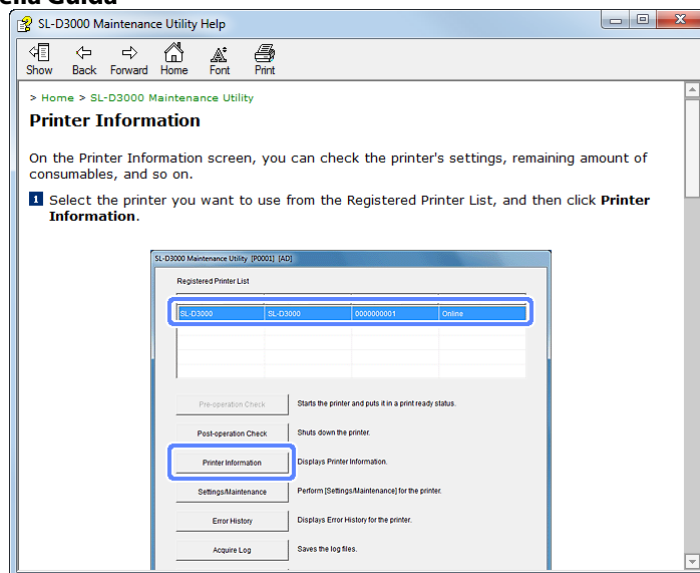 della Guida
SL-D3000 Maintenance Utility Help
Show Back Forward Home Font Print
> Home > SL-D3000 Maintenance Utility
Printer Information
On the Printer Information screen, you can check the printer's settings, remaining amount of
consumables, and so on.
1 Select the printer you want to use from the Registered Printer List, and then click Printer
Information.
SL-D3000 Maintenance Utility [P0001] [AD]
Registered Printer List
SL-D3000 SL-D3000 0000000001 Online
Pre-operation Check Starts the printer and puts it in a print ready status.
Post-operation Check Shuts down the printer.
Printer Information Displays Printer Information.
Settings/Maintenance Perform [Settings/Maintenance] for the printer.
Error History Displays Error History for the printer.
Acquire Log Saves the log files.